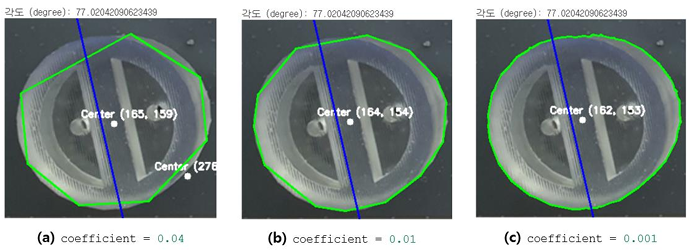 각도 (degree): 77.02042090623439
각도 (degree): 77.02042090623439
각도 (degree): 77.02042090623439
Center (165, 159)
Center (276
Center (164, 154)
Center (162, 153)
(a) coefficient = 0.04
(b) coefficient = 0.01
(c) coefficient = 0.001